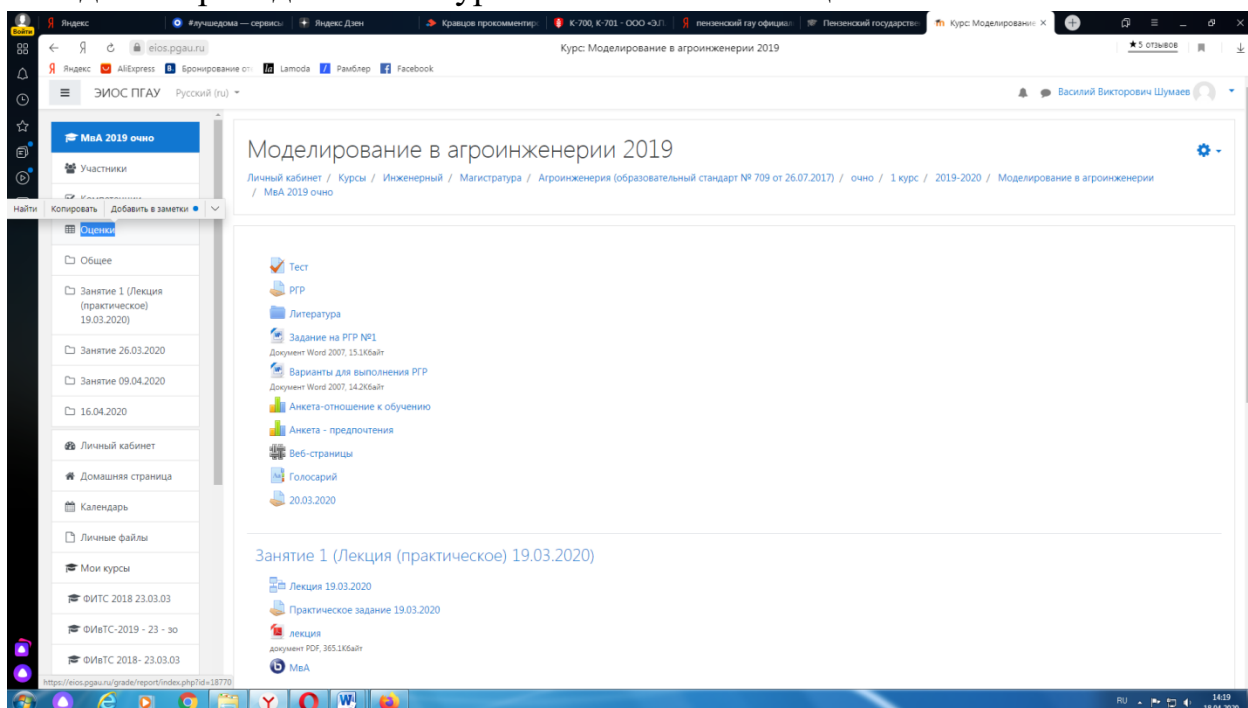 Яндекс
#лучшедома — сервисы
Яндекс Дзен
Кравцов прокомментир
К-700, К-701 - ООО «ЭЛ
пензенский гау официал
Пензенский государстве
Курс: Моделирование
Войти
eios.pgau.ru
Курс: Моделирование в агроинженерии 2019
★5 отзывов
Яндекс
AliExpress
Бронирование от
Lamoda
Рамблер
Facebook
ЭИОС ПГАУ
Русский (ru)
Василий Викторович Шумаев
МвА 2019 очно
Участники
Компетенции
Найти
Копировать
Добавить в заметки
Оценки
Общее
Занятие 1 (Лекция
(практическое)
19.03.2020)
Занятие 26.03.2020
Занятие 09.04.2020
16.04.2020
Личный кабинет
Домашняя страница
Календарь
Личные файлы
Мои курсы
ФИТС 2018 23.03.03
ФИвТС-2019 - 23 - зо
ФИвТС 2018- 23.03.03
https://eios.pgau.ru/grade/report/index.php?id=18770
Моделирование в агроинженерии 2019
Личный кабинет / Курсы / Инженерный / Магистратура / Агроинженерия (образовательный стандарт № 709 от 26.07.2017) / очно / 1 курс / 2019-2020 / Моделирование в агроинженерии
/ МвА 2019 очно
Тест
РГР
Литература
Задание на РГР №1
Документ Word 2007, 15.1Кбайт
Варианты для выполнения РГР
Документ Word 2007, 14.2Кбайт
Анкета-отношение к обучению
Анкета - предпочтения
Веб-страницы
Голосарий
20.03.2020
Занятие 1 (Лекция (практическое) 19.03.2020)
Лекция 19.03.2020
Практическое задание 19.03.2020
лекция
документ PDF, 365.1Кбайт
МвА
RU
14:19